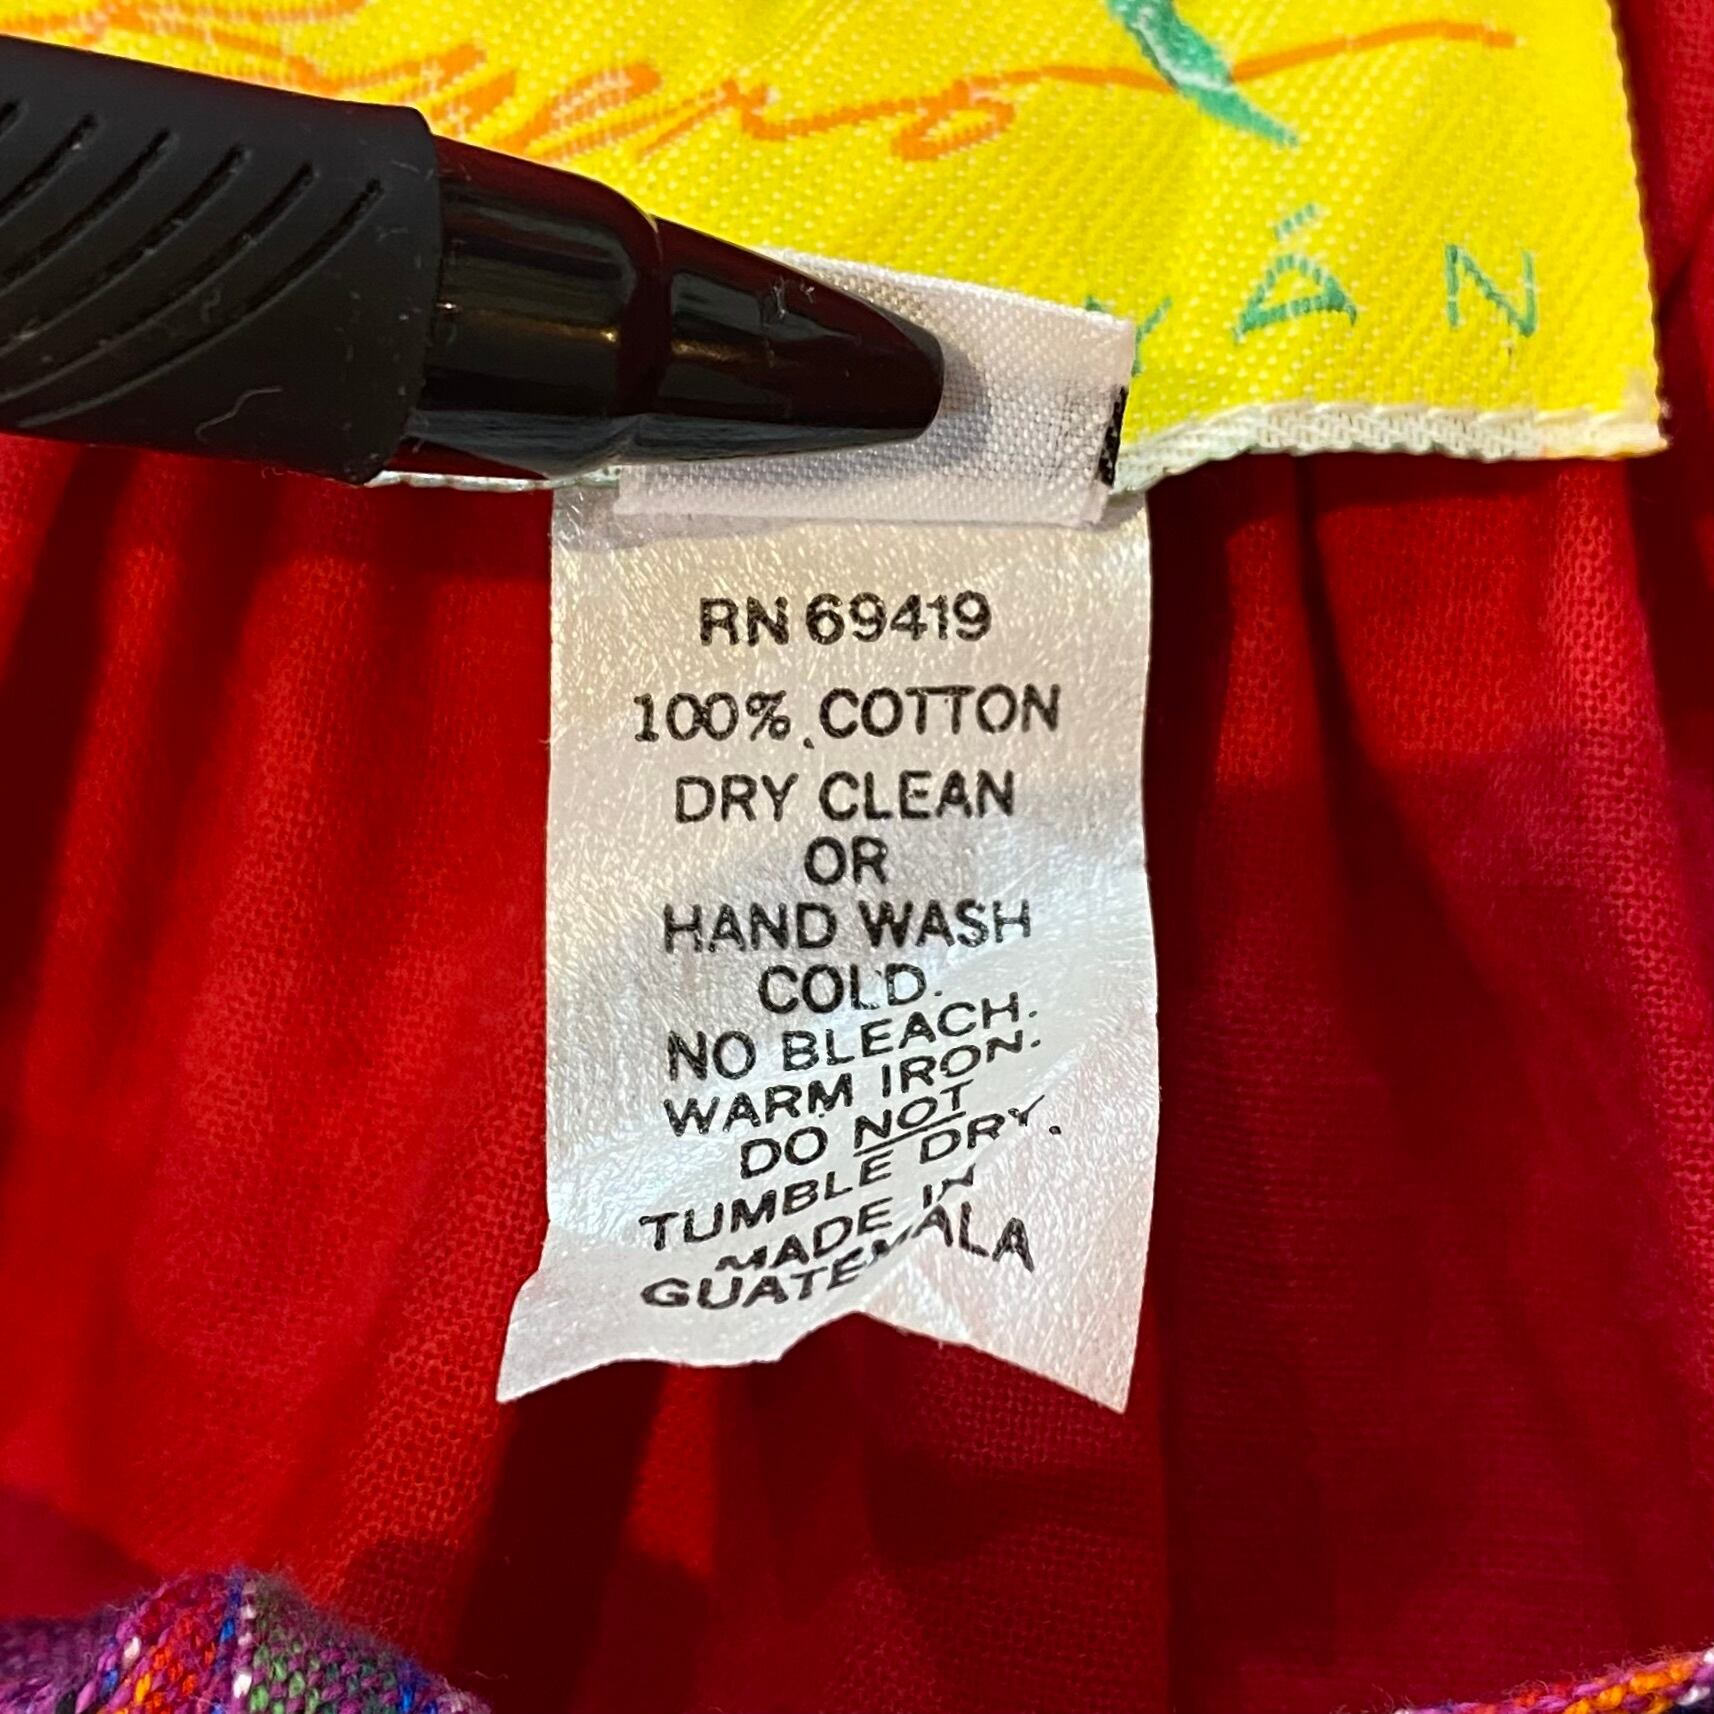 YÁN
RN 69419
100% COTTON
DRY CLEAN
OR
HAND WASH
COLD.
NO BLEACH.
WARM IRON.
DO NOT
TUMBLE DRY.
MADE IN
GUATEMALA